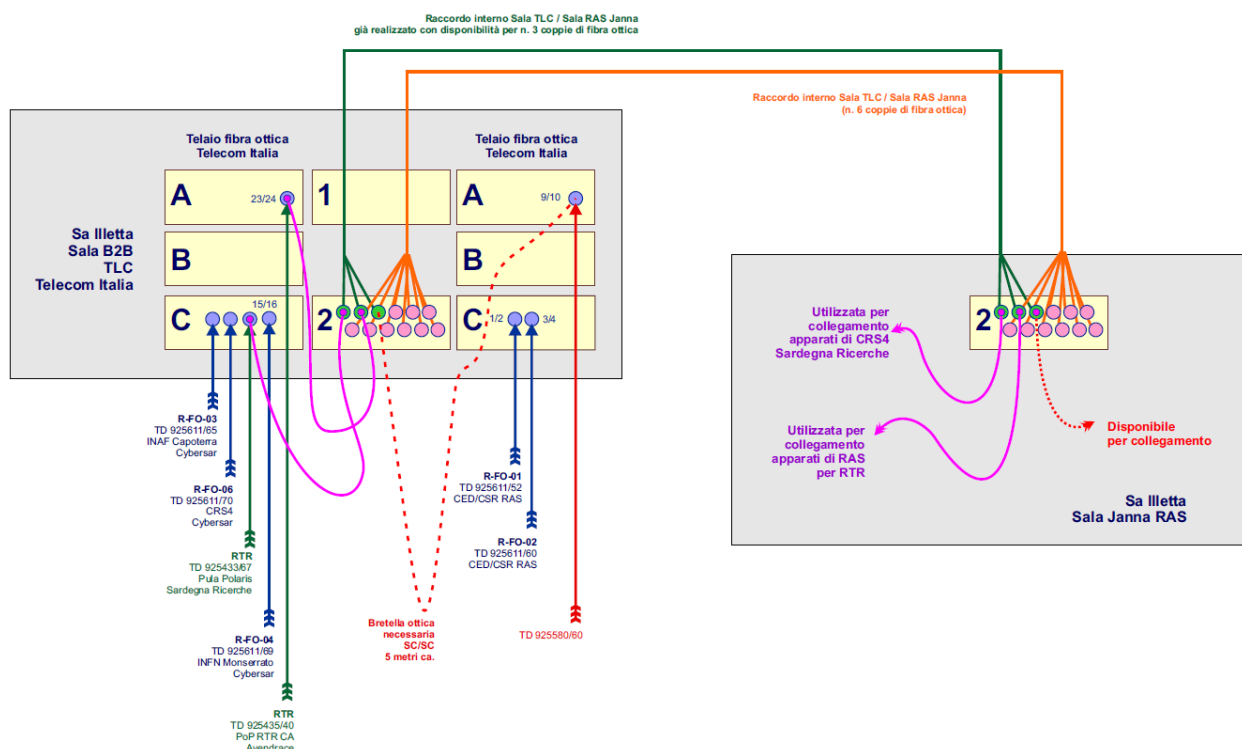 Raccordo interno Sala TLC / Sala RAS Janna
già realizzato con disponibilità per n. 3 coppie di fibra ottica
Raccordo interno Sala TLC / Sala RAS Janna
(n. 6 coppie di fibra ottica)
Telaio fibra ottica
Telecom Italia
Telaio fibra ottica
Telecom Italia
A
23/24
1
A
9/10
Sa Illetta
Sala B2B
TLC
Telecom Italia
B
B
C
15/16
2
C
1/2
3/4
Utilizzata per
collegamento
apparati di CRS4
Sardegna Ricerche
2
Utilizzata per
collegamento
apparati di RAS
per RTR
Disponibile
per collegamento
Sa Illetta
Sala Janna RAS
R-FO-03
TD 925611/65
INAF Capoterra
Cybersar
R-FO-06
TD 925611/70
CRS4
Cybersar
RTR
TD 925433/67
Pula Polaris
Sardegna Ricerche
R-FO-04
TD 925611/69
INFN Monserrato
Cybersar
RTR
TD 925435/40
PoP RTR CA
Avendrace
R-FO-01
TD 925611/52
CED/CSR RAS
R-FO-02
TD 925611/60
CED/CSR RAS
Bretella ottica
necessaria
SC/SC
5 metri ca.
TD 925580/60